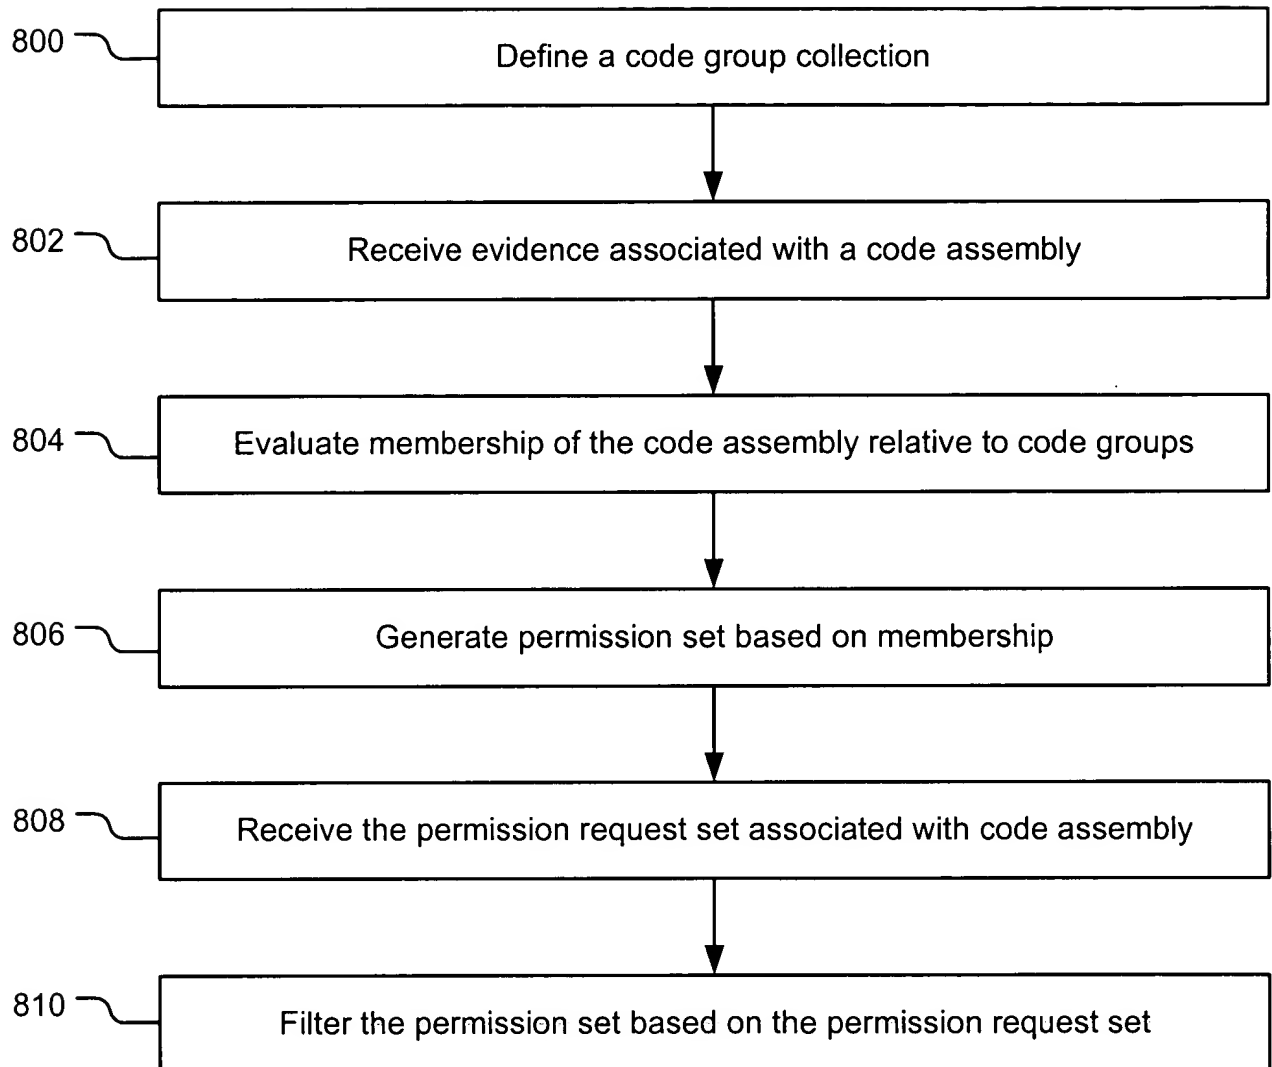 800 Define a code group collection
802 Receive evidence associated with a code assembly
804 Evaluate membership of the code assembly relative to code groups
806 Generate permission set based on membership
808 Receive the permission request set associated with code assembly
810 Filter the permission set based on the permission request set